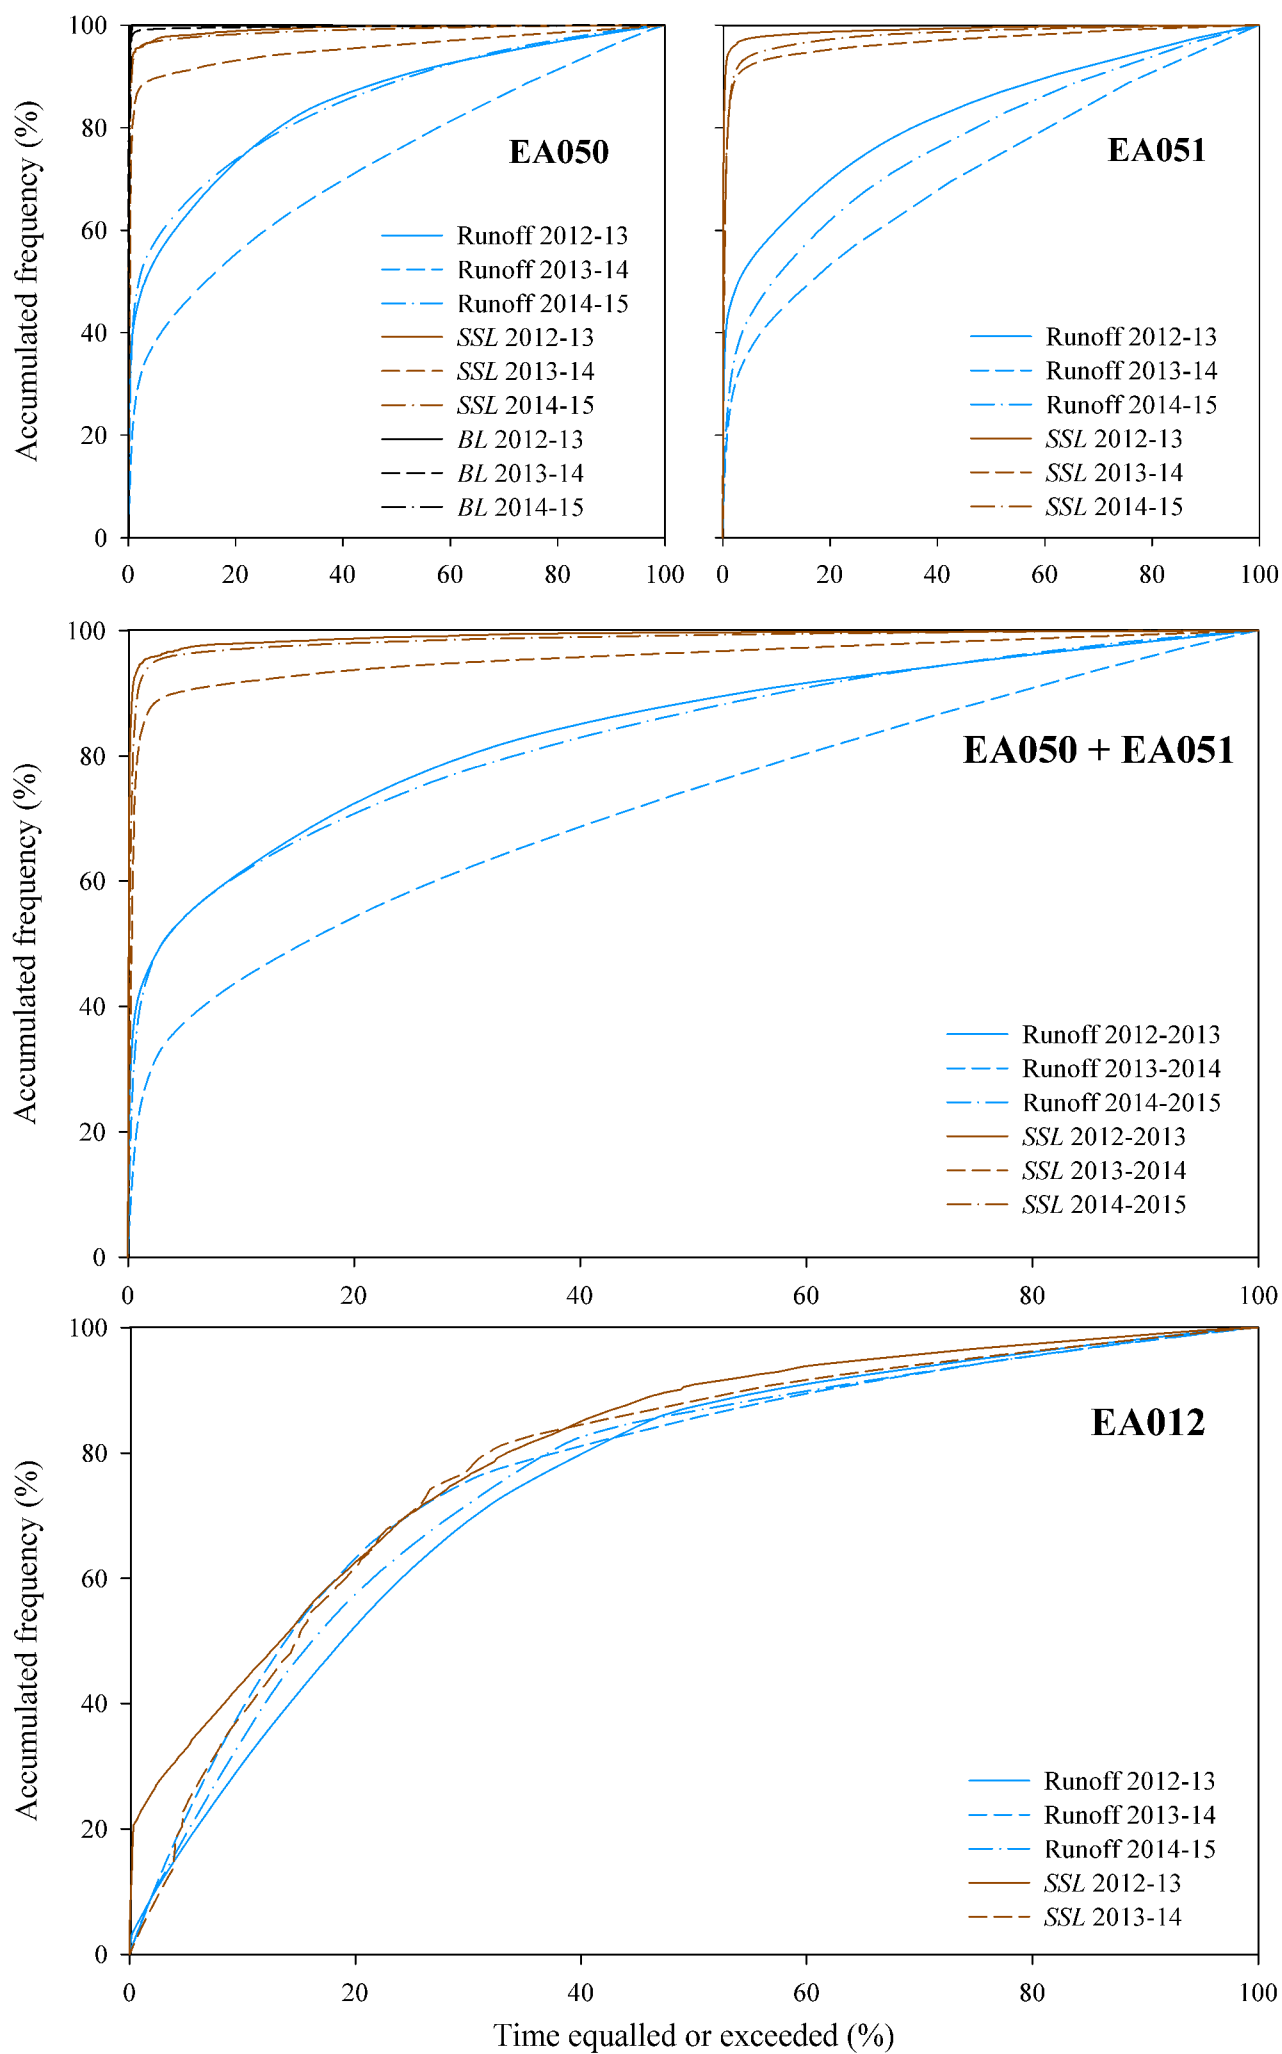 Accumulated frequency (%)
100
80
60
40
20
0
EA050
Runoff 2012-13
Runoff 2013-14
Runoff 2014-15
SSL 2012-13
SSL 2013-14
SSL 2014-15
BL 2012-13
BL 2013-14
BL 2014-15
0 20 40 60 80 100
EA051
Runoff 2012-13
Runoff 2013-14
Runoff 2014-15
SSL 2012-13
SSL 2013-14
SSL 2014-15
0 20 40 60 80 100
Accumulated frequency (%)
100
80
60
40
20
0
EA050 + EA051
Runoff 2012-2013
Runoff 2013-2014
Runoff 2014-2015
SSL 2012-2013
SSL 2013-2014
SSL 2014-2015
0 20 40 60 80 100
Accumulated frequency (%)
100
80
60
40
20
0
EA012
Runoff 2012-13
Runoff 2013-14
Runoff 2014-15
SSL 2012-13
SSL 2013-14
0 20 40 60 80 100
Time equalled or exceeded (%)